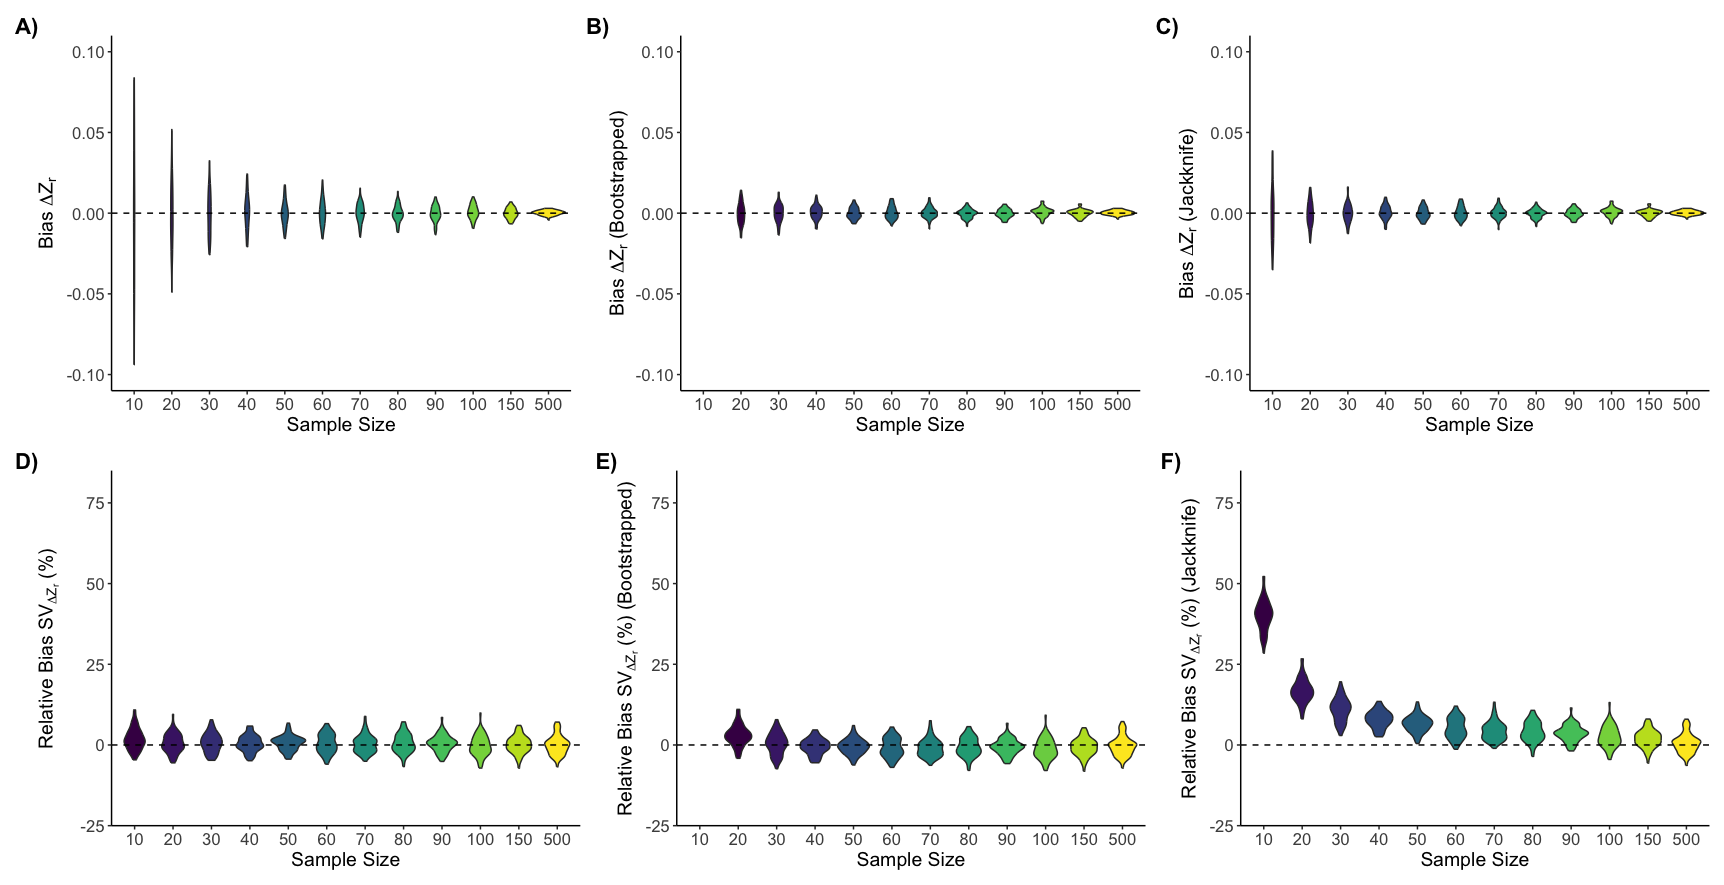 A)
Bias ΔZr
0.10
0.05
0.00
-0.05
-0.10
10 20 30 40 50 60 70 80 90 100 150 500
Sample Size
B)
Bias ΔZr (Bootstrapped)
0.10
0.05
0.00
-0.05
-0.10
10 20 30 40 50 60 70 80 90 100 150 500
Sample Size
C)
Bias ΔZr (Jackknife)
0.10
0.05
0.00
-0.05
-0.10
10 20 30 40 50 60 70 80 90 100 150 500
Sample Size
D)
Relative Bias SVΔZr (%)
75
50
25
0
-25
10 20 30 40 50 60 70 80 90 100 150 500
Sample Size
E)
Relative Bias SVΔZr (%) (Bootstrapped)
75
50
25
0
-25
10 20 30 40 50 60 70 80 90 100 150 500
Sample Size
F)
Relative Bias SVΔZr (%) (Jackknife)
75
50
25
0
-25
10 20 30 40 50 60 70 80 90 100 150 500
Sample Size